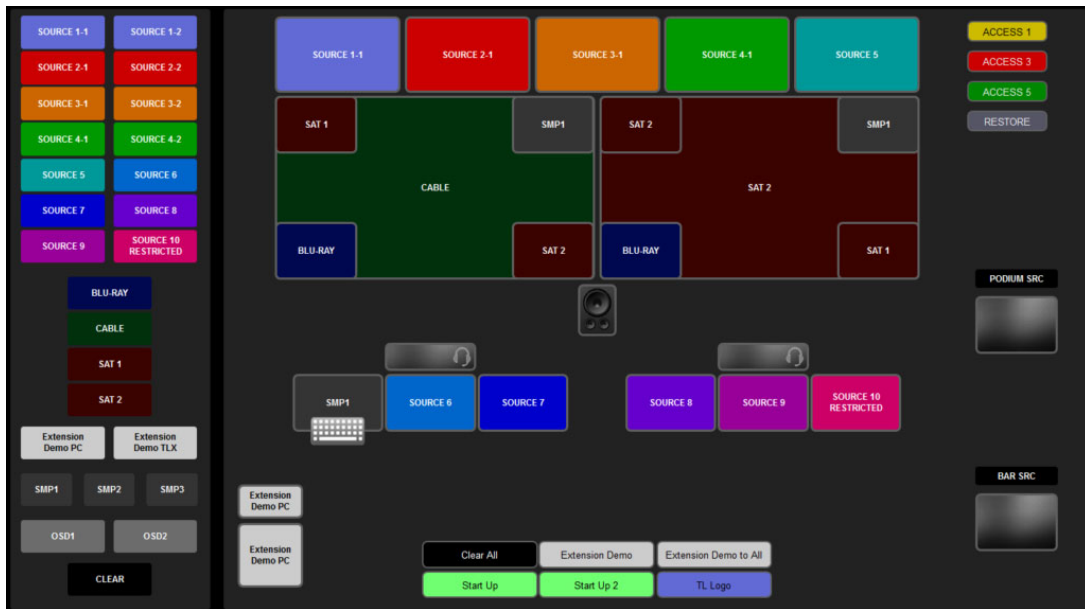 SOURCE 1-1
SOURCE 1-2
SOURCE 2-1
SOURCE 2-2
SOURCE 3-1
SOURCE 3-2
SOURCE 4-1
SOURCE 4-2
SOURCE 5
SOURCE 6
SOURCE 7
SOURCE 8
SOURCE 9
SOURCE 10
RESTRICTED
BLU-RAY
CABLE
SAT 1
SAT 2
Extension
Demo PC
Extension
Demo TLX
SMP1
SMP2
SMP3
OSD1
OSD2
CLEAR
SOURCE 1-1
SOURCE 2-1
SOURCE 3-1
SOURCE 4-1
SOURCE 5
SAT 1
SMP1
CABLE
BLU-RAY
SAT 2
SAT 2
SMP1
SAT 2
BLU-RAY
SAT 1
SMP1
SOURCE 6
SOURCE 7
SOURCE 8
SOURCE 9
SOURCE 10
RESTRICTED
Extension
Demo PC
Extension
Demo PC
Clear All
Extension Demo
Extension Demo to All
Start Up
Start Up 2
TL Logo
ACCESS 1
ACCESS 3
ACCESS 5
RESTORE
PODIUM SRC
BAR SRC